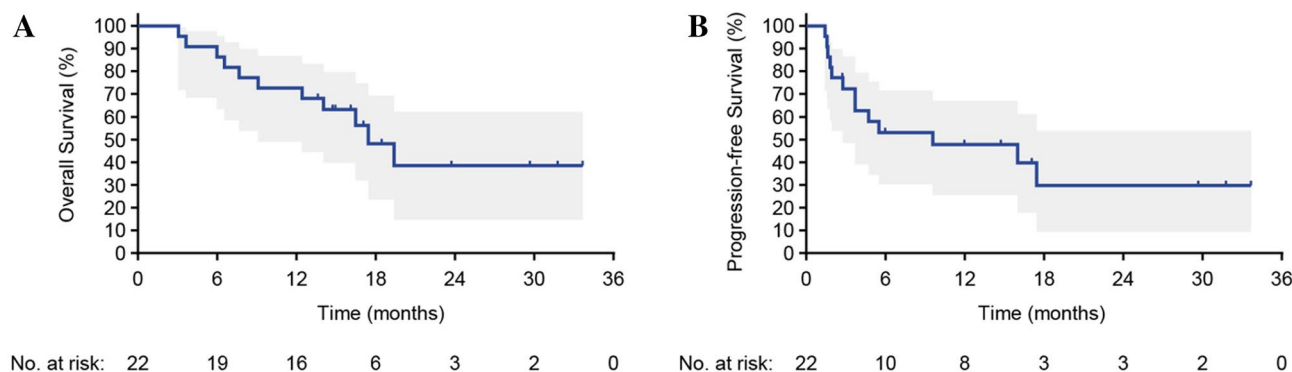 A
Overall Survival (%)
100
90
80
70
60
50
40
30
20
10
0
0 6 12 18 24 30 36
Time (months)
No. at risk: 22 19 16 6 3 2 0
B
Progression-free Survival (%)
100
90
80
70
60
50
40
30
20
10
0
0 6 12 18 24 30 36
Time (months)
No. at risk: 22 10 8 3 3 2 0